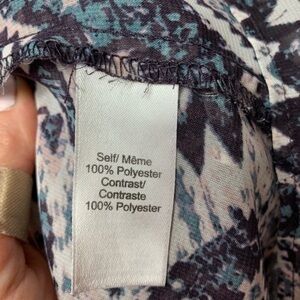 Self/ Même
100% Polyester
Contrast/
Contraste
100% Polyester